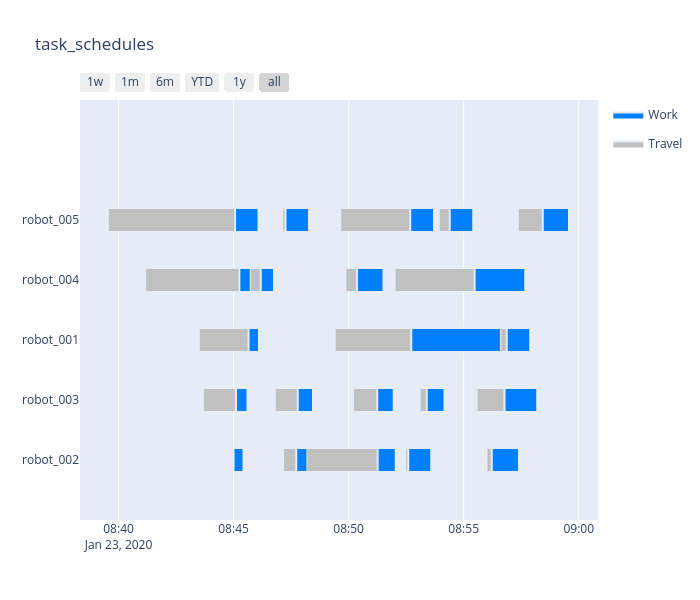 task_schedules
1w 1m 6m YTD 1y all
Work
Travel
robot_005
robot_004
robot_001
robot_003
robot_002
08:40 08:45 08:50 08:55 09:00
Jan 23, 2020